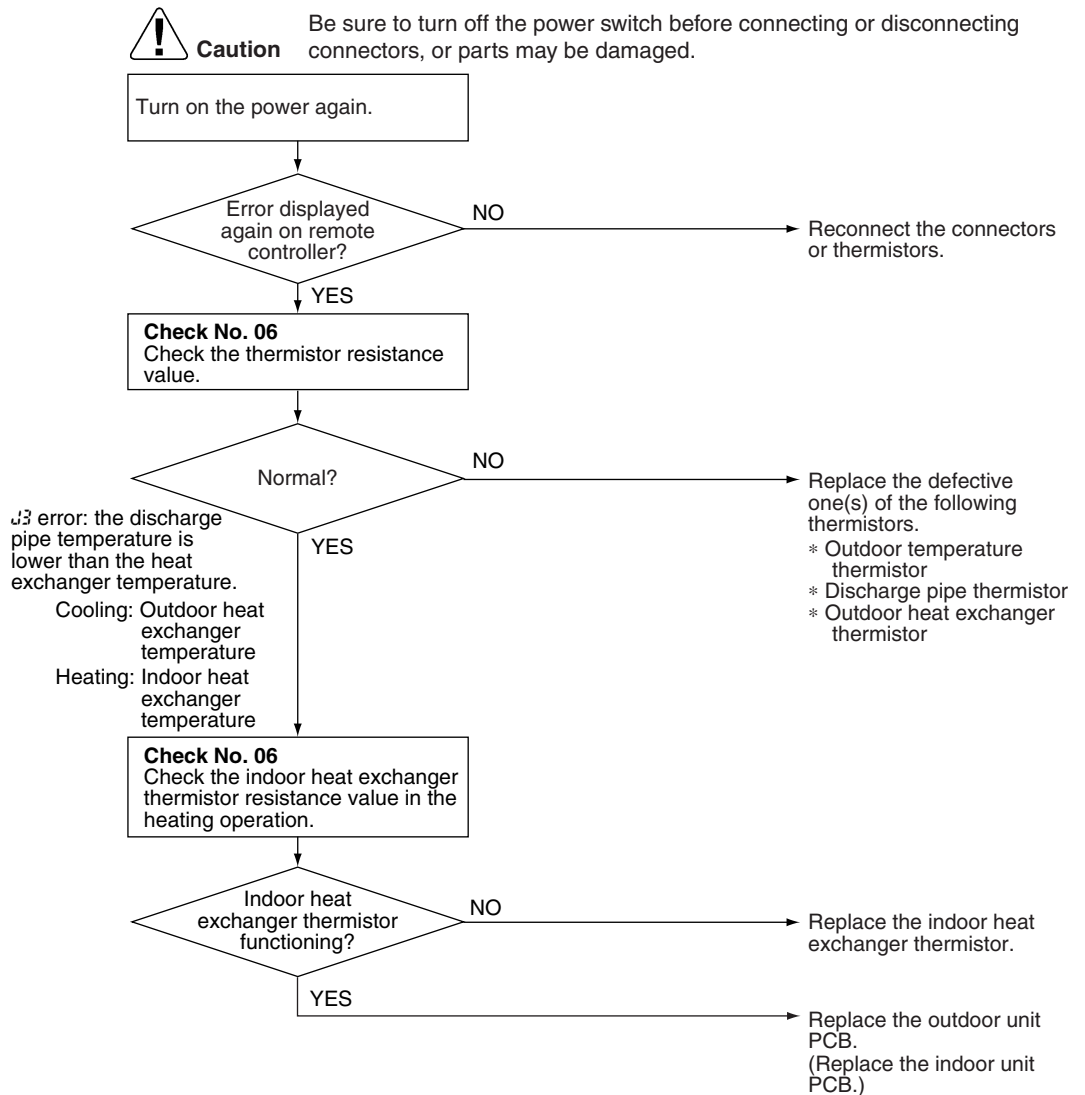 Caution
Be sure to turn off the power switch before connecting or disconnecting
connectors, or parts may be damaged.
Turn on the power again.
Error displayed
again on remote
controller?
NO
Reconnect the connectors
or thermistors.
YES
Check No. 06
Check the thermistor resistance
value.
Normal?
NO
Replace the defective
one(s) of the following
thermistors.
* Outdoor temperature
thermistor
* Discharge pipe thermistor
* Outdoor heat exchanger
thermistor
YES
J3 error: the discharge
pipe temperature is
lower than the heat
exchanger temperature.
Cooling: Outdoor heat
exchanger
temperature
Heating: Indoor heat
exchanger
temperature
Check No. 06
Check the indoor heat exchanger
thermistor resistance value in the
heating operation.
Indoor heat
exchanger thermistor
functioning?
NO
Replace the indoor heat
exchanger thermistor.
YES
Replace the outdoor unit
PCB.
(Replace the indoor unit
PCB.)